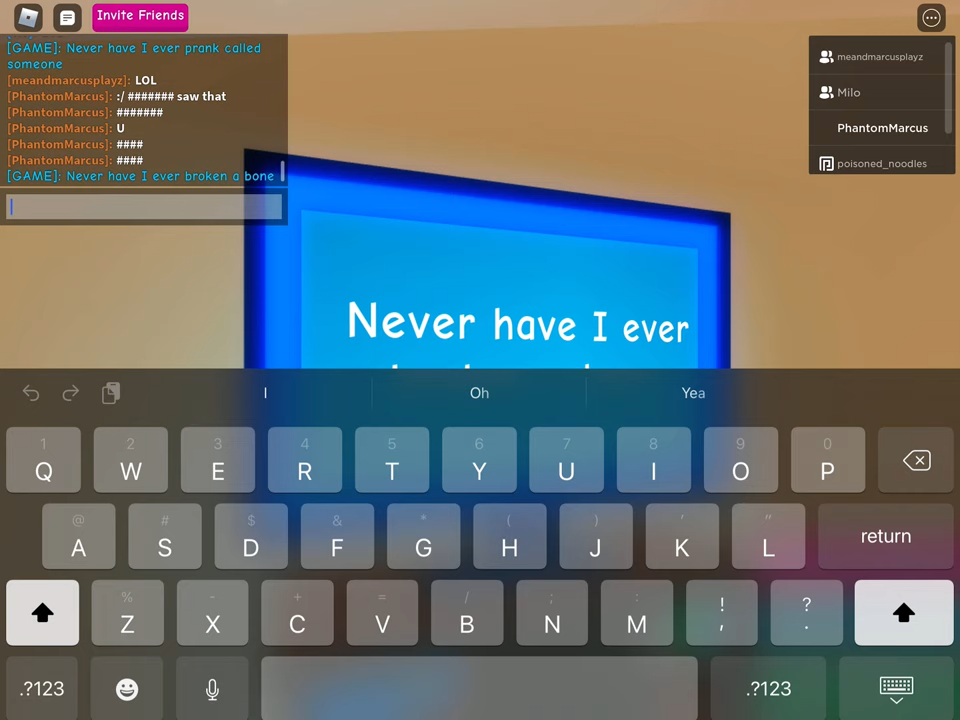 Invite Friends
[GAME]: Never have I ever prank called
someone
[meandmarcusplayz]: LOL
[PhantomMarcus]: :/ ####### saw that
[PhantomMarcus]: #######
[PhantomMarcus]: U
[PhantomMarcus]: ####
[PhantomMarcus]: ####
[GAME]: Never have I ever broken a bone
meandmarcusplayz
Milo
PhantomMarcus
poisoned_noodles
Never have I ever
I Oh Yea
1 2 3 4 5 6 7 8 9 0
Q W E R T Y U I O P
@ # $ & * ( ) ' "
A S D F G H J K L return
% - + = / ; : ! ?
Z X C V B N M , .
.?123 .?123